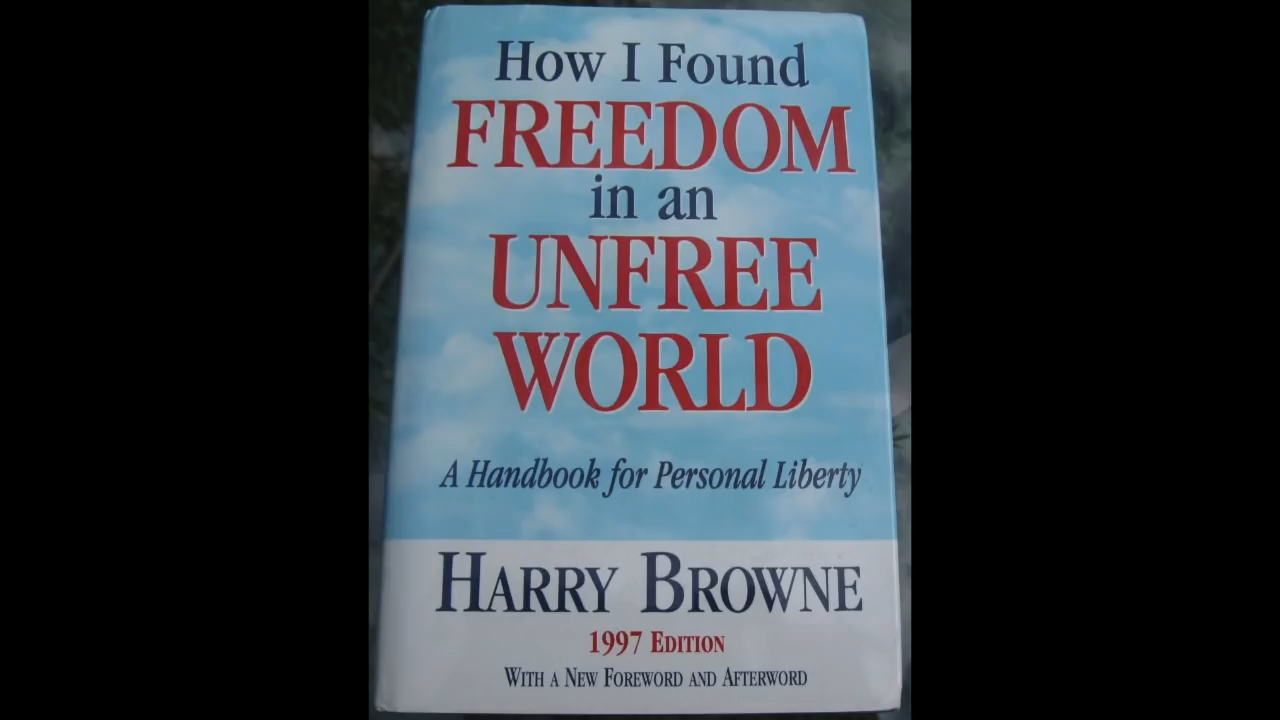 How I Found
FREEDOM
in an
UNFREE
WORLD
A Handbook for Personal Liberty
HARRY BROWNE
1997 EDITION
WITH A NEW FOREWORD AND AFTERWORD